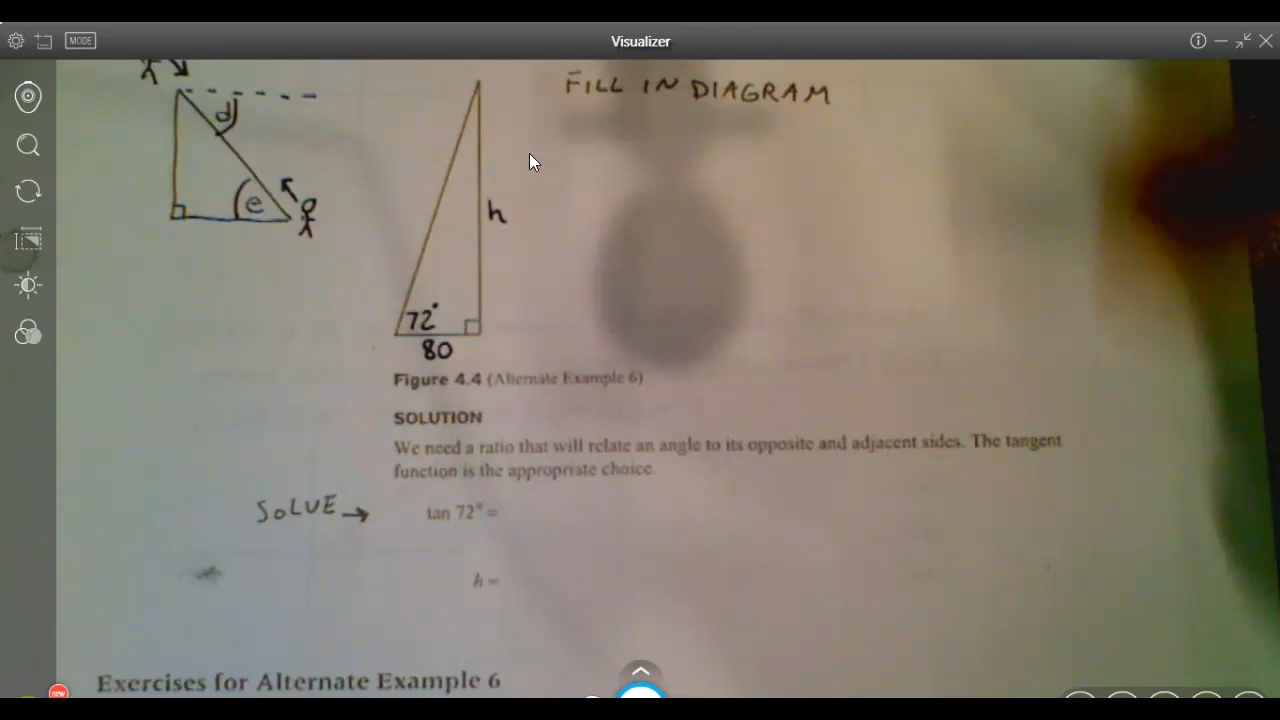 MODE
Visualizer
FILL IN DIAGRAM
d
e
h
72°
80
Figure 4.4 (Alternate Example 6)
SOLUTION
We need a ratio that will relate an angle to its opposite and adjacent sides. The tangent
function is the appropriate choice.
SOLVE → tan 72° =
h =
Exercises for Alternate Example 6
new